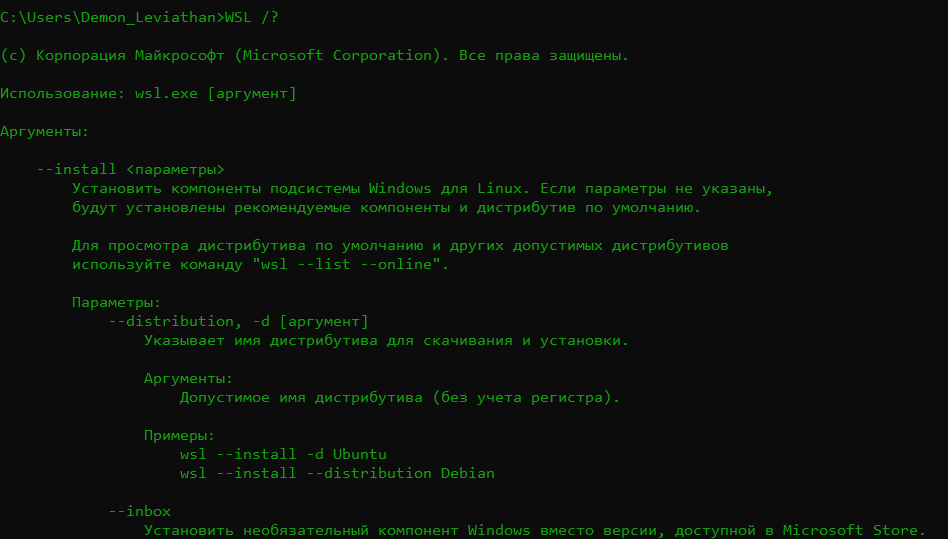 C:\Users\Demon_Leviathan>WSL /?
(c) Корпорация Майкрософт (Microsoft Corporation). Все права защищены.
Использование: wsl.exe [аргумент]
Аргументы:
--install <параметры>
Установить компоненты подсистемы Windows для Linux. Если параметры не указаны,
будут установлены рекомендуемые компоненты и дистрибутив по умолчанию.
Для просмотра дистрибутива по умолчанию и других допустимых дистрибутивов
используйте команду "wsl --list --online".
Параметры:
--distribution, -d [аргумент]
Указывает имя дистрибутива для скачивания и установки.
Аргументы:
Допустимое имя дистрибутива (без учета регистра).
Примеры:
wsl --install -d Ubuntu
wsl --install --distribution Debian
--inbox
Установить необязательный компонент Windows вместо версии, доступной в Microsoft Store.